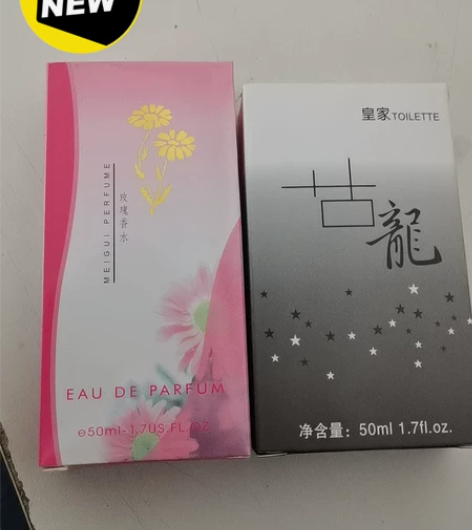 NEW
MEIGUI PERFUME
玫瑰香水
EAU DE PARFUM
℮50ml-1.7US.FL.OZ
皇家TOILETTE
古龍
净含量：50ml 1.7fl.oz.